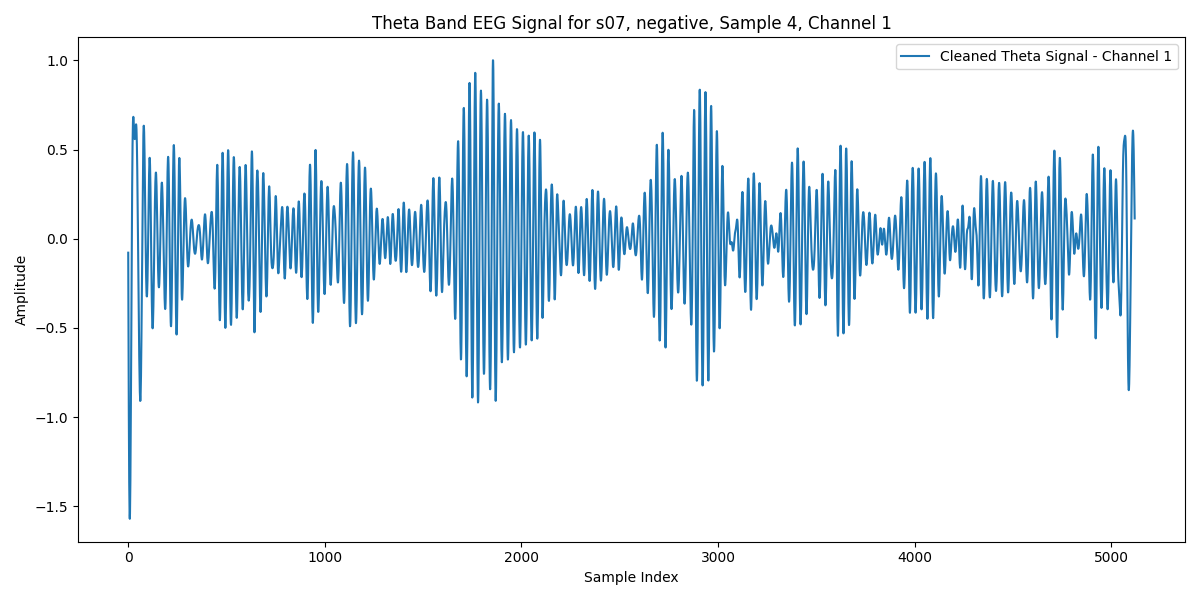 Theta Band EEG Signal for s07, negative, Sample 4, Channel 1
Cleaned Theta Signal - Channel 1
1.0
0.5
0.0
−0.5
−1.0
−1.5
Amplitude
0 1000 2000 3000 4000 5000
Sample Index